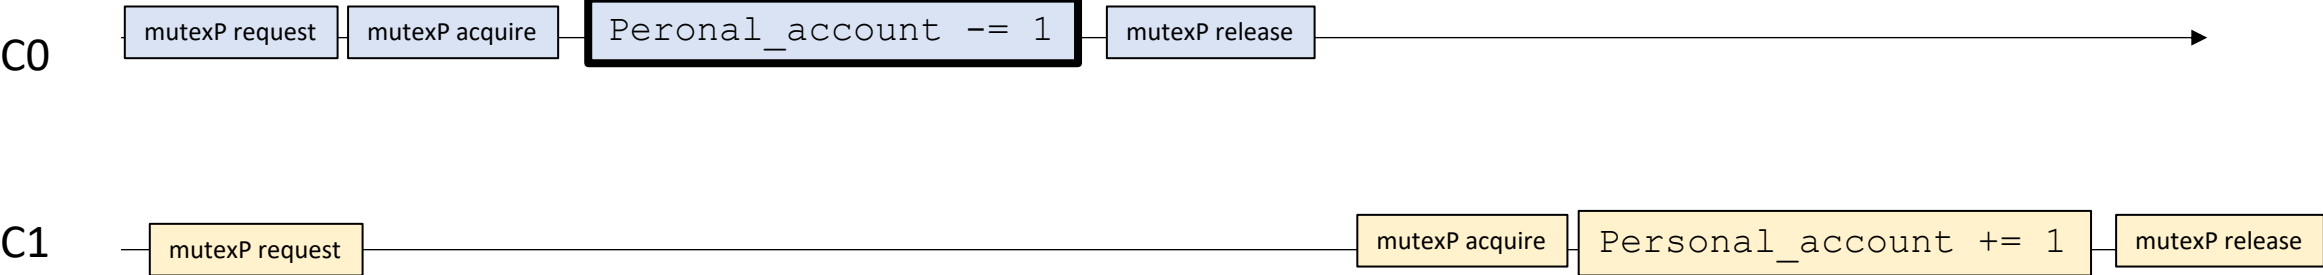 C0
mutexP request
mutexP acquire
Peronal_account -= 1
mutexP release
C1
mutexP request
mutexP acquire
Personal_account += 1
mutexP release